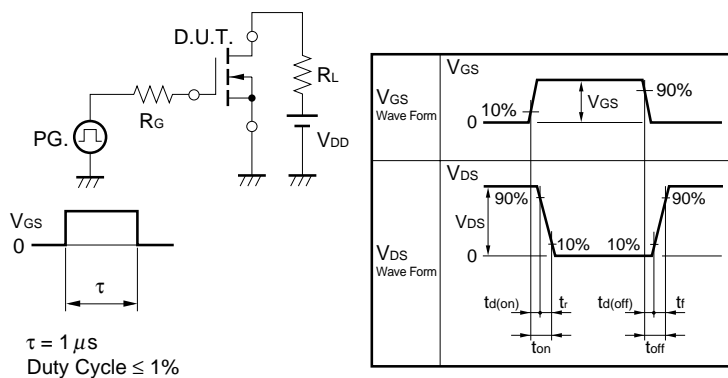 D.U.T.
RL
RG
PG.
VDD
VGS
0
τ
τ = 1 μs
Duty Cycle ≤ 1%
VGS
Wave Form
VGS
10%
VGS
90%
0
VDS
Wave Form
VDS
90%
VDS
10%
0
10%
90%
td(on) tr td(off) tf
ton toff